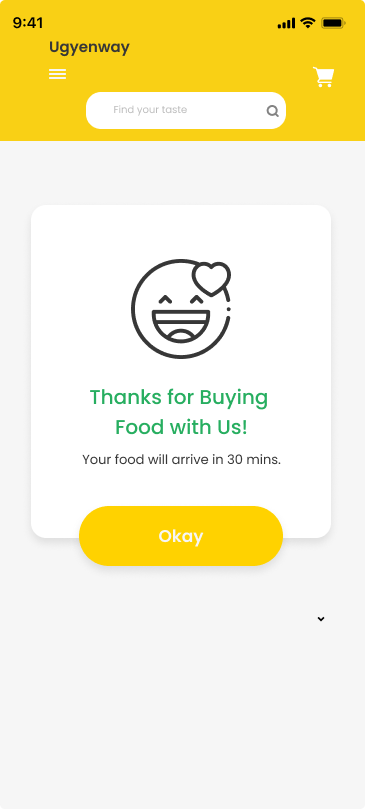 9:41
Ugyenway
Find your taste
Thanks for Buying
Food with Us!
Your food will arrive in 30 mins.
Okay